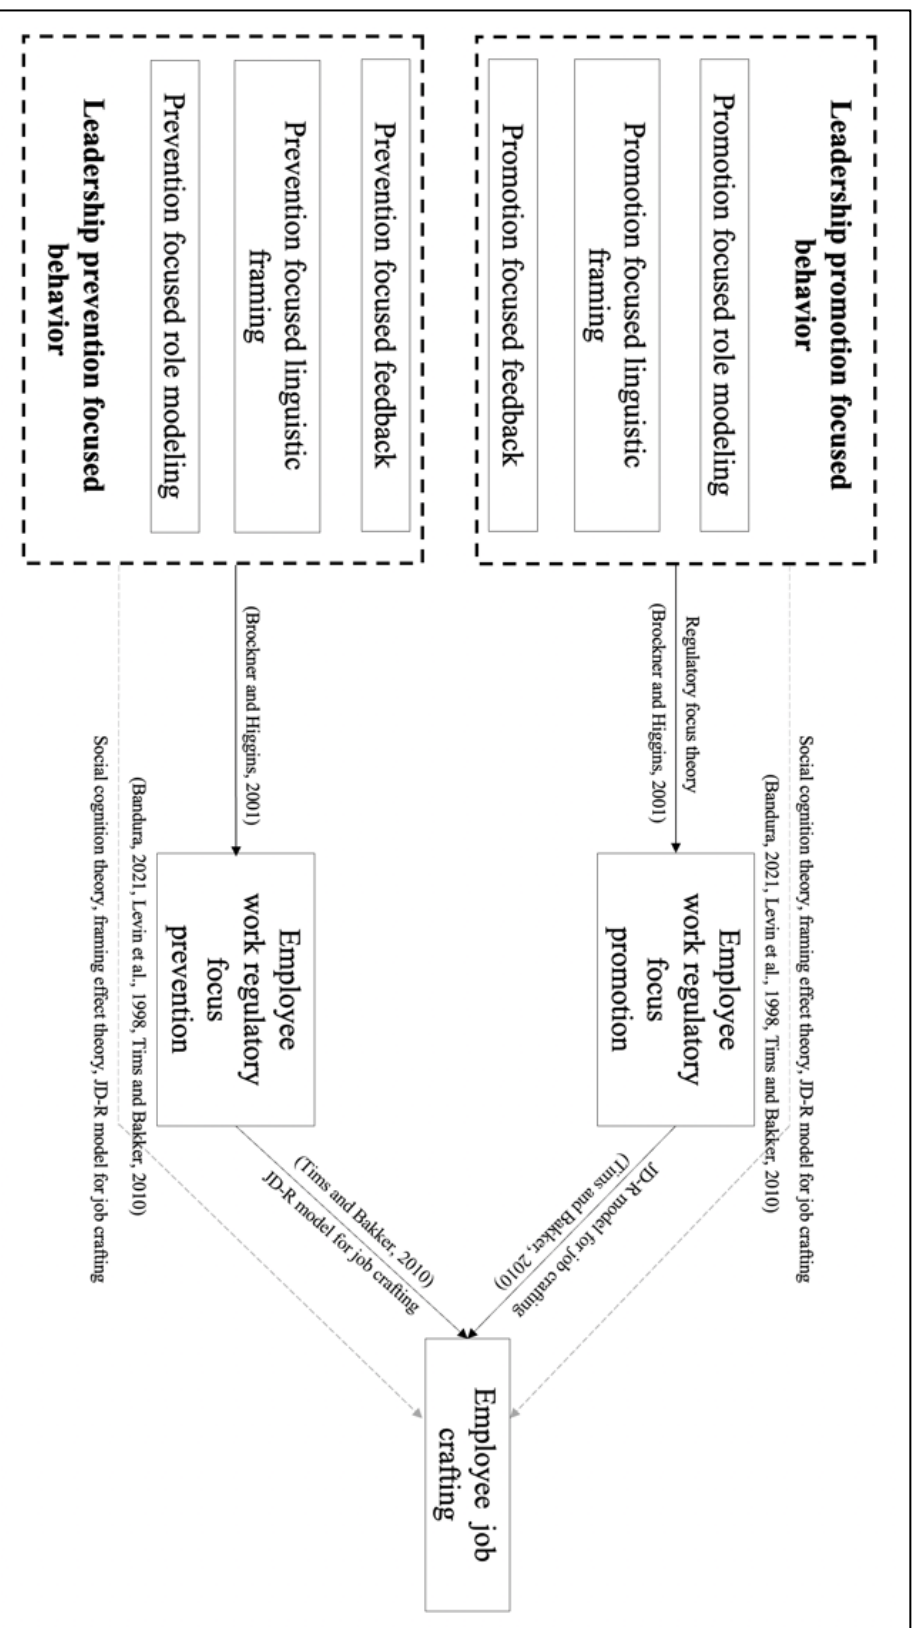 Leadership promotion focused
behavior
Promotion focused role modeling
Promotion focused linguistic
framing
Promotion focused feedback
Prevention focused feedback
Prevention focused linguistic
framing
Prevention focused role modeling
Leadership prevention focused
behavior
Social cognition theory, framing effect theory, JD-R model for job crafting
(Bandura, 2021, Levin et al., 1998, Tims and Bakker, 2010)
Regulatory focus theory
(Brockner and Higgins, 2001)
Employee
work regulatory
focus
promotion
JD-R model for job crafting
(Tims and Bakker, 2010)
(Brockner and Higgins, 2001)
Employee
work regulatory
focus
prevention
(Tims and Bakker, 2010)
JD-R model for job crafting
(Bandura, 2021, Levin et al., 1998, Tims and Bakker, 2010)
Social cognition theory, framing effect theory, JD-R model for job crafting
Employee job
crafting